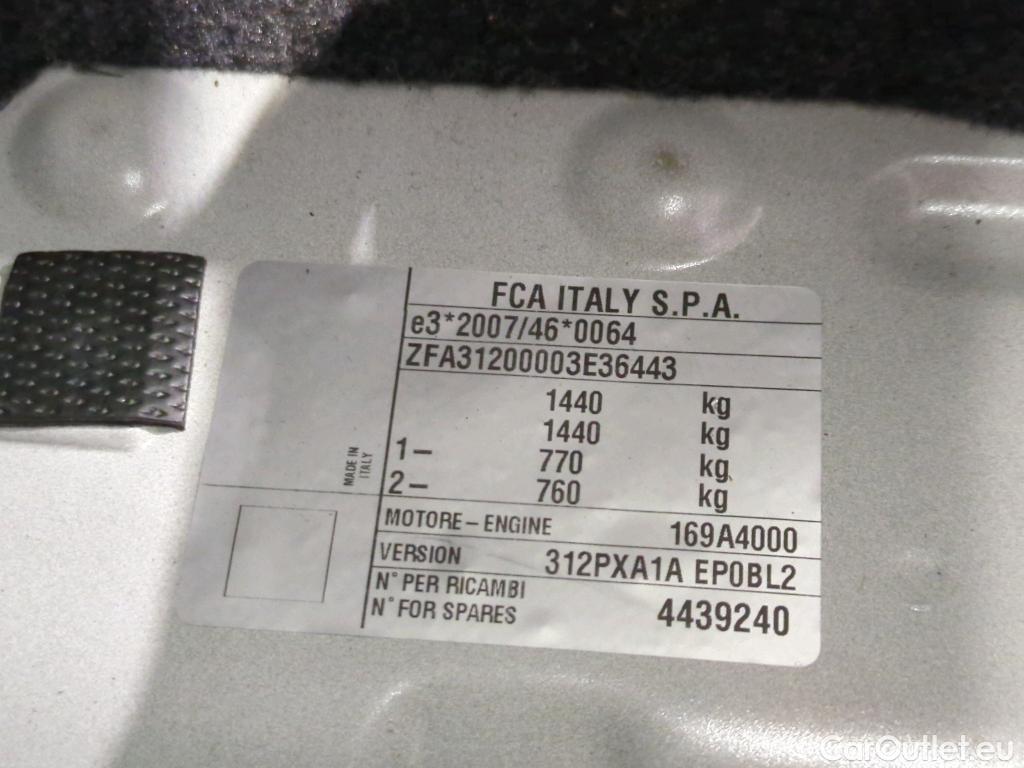 FCA ITALY S.P.A.
e3*2007/46*0064
ZFA31200003E36443
1440 kg
1440 kg
1- 770 kg
2- 760 kg
MADE IN
ITALY
MOTORE - ENGINE 169A4000
VERSION 312PXA1A EP0BL2
N° PER RICAMBI
N° FOR SPARES 4439240
CarOutlet.eu